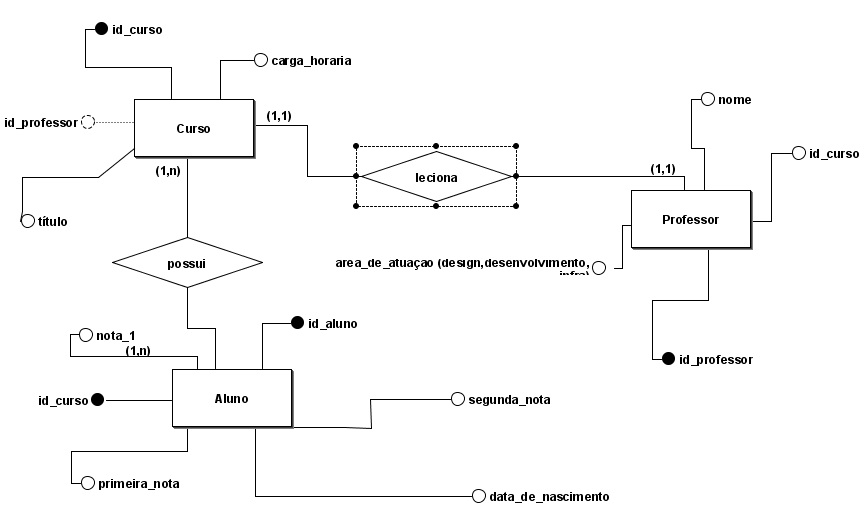 id_curso
carga_horaria
nome
id_professor
Curso
(1,1)
id_curso
(1,n)
leciona
(1,1)
título
Professor
possui
area_de_atuaçao (design,desenvolvimento,
infra)
id_aluno
nota_1
(1,n)
id_professor
id_curso
Aluno
segunda_nota
primeira_nota
data_de_nascimento